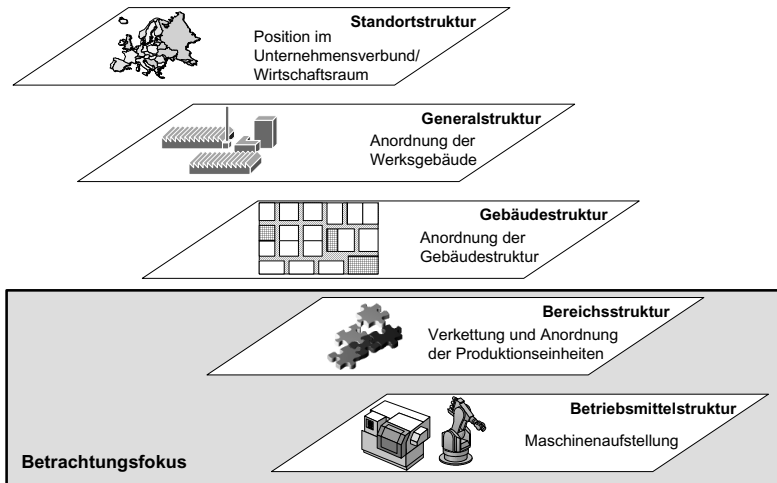 Standortstruktur
Position im
Unternehmensverbund/
Wirtschaftsraum
Generalstruktur
Anordnung der
Werksgebäude
Gebäudestruktur
Anordnung der
Gebäudestruktur
Bereichsstruktur
Verkettung und Anordnung
der Produktionseinheiten
Betriebsmittelstruktur
Maschinenaufstellung
Betrachtungsfokus